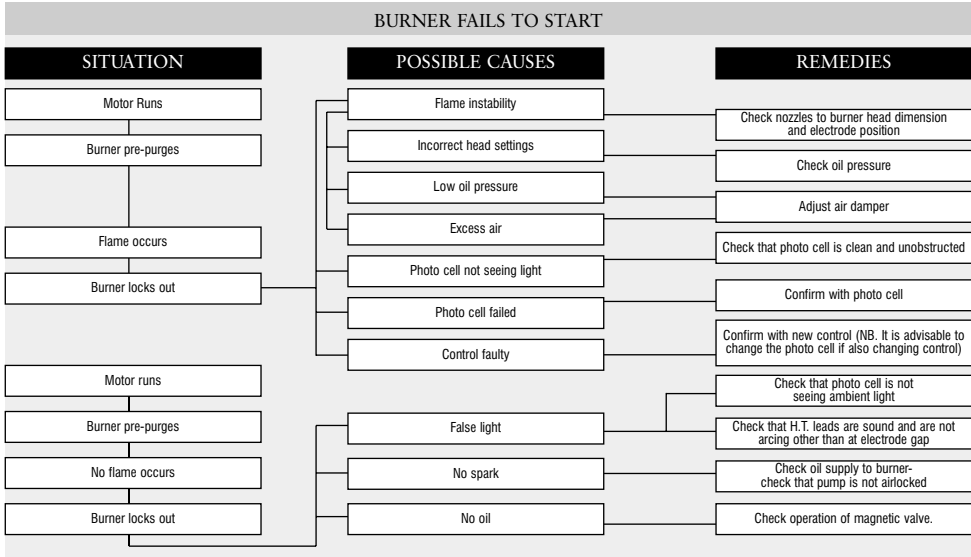 BURNER FAILS TO START
SITUATION
Motor Runs
Burner pre-purges
Flame occurs
Burner locks out
Motor runs
Burner pre-purges
No flame occurs
Burner locks out
POSSIBLE CAUSES
Flame instability
Incorrect head settings
Low oil pressure
Excess air
Photo cell not seeing light
Photo cell failed
Control faulty
False light
No spark
No oil
REMEDIES
Check nozzles to burner head dimension
and electrode position
Check oil pressure
Adjust air damper
Check that photo cell is clean and unobstructed
Confirm with photo cell
Confirm with new control (NB. It is advisable to
change the photo cell if also changing control)
Check that photo cell is not
seeing ambient light
Check that H.T. leads are sound and are not
arcing other than at electrode gap
Check oil supply to burner-
check that pump is not airlocked
Check operation of magnetic valve.